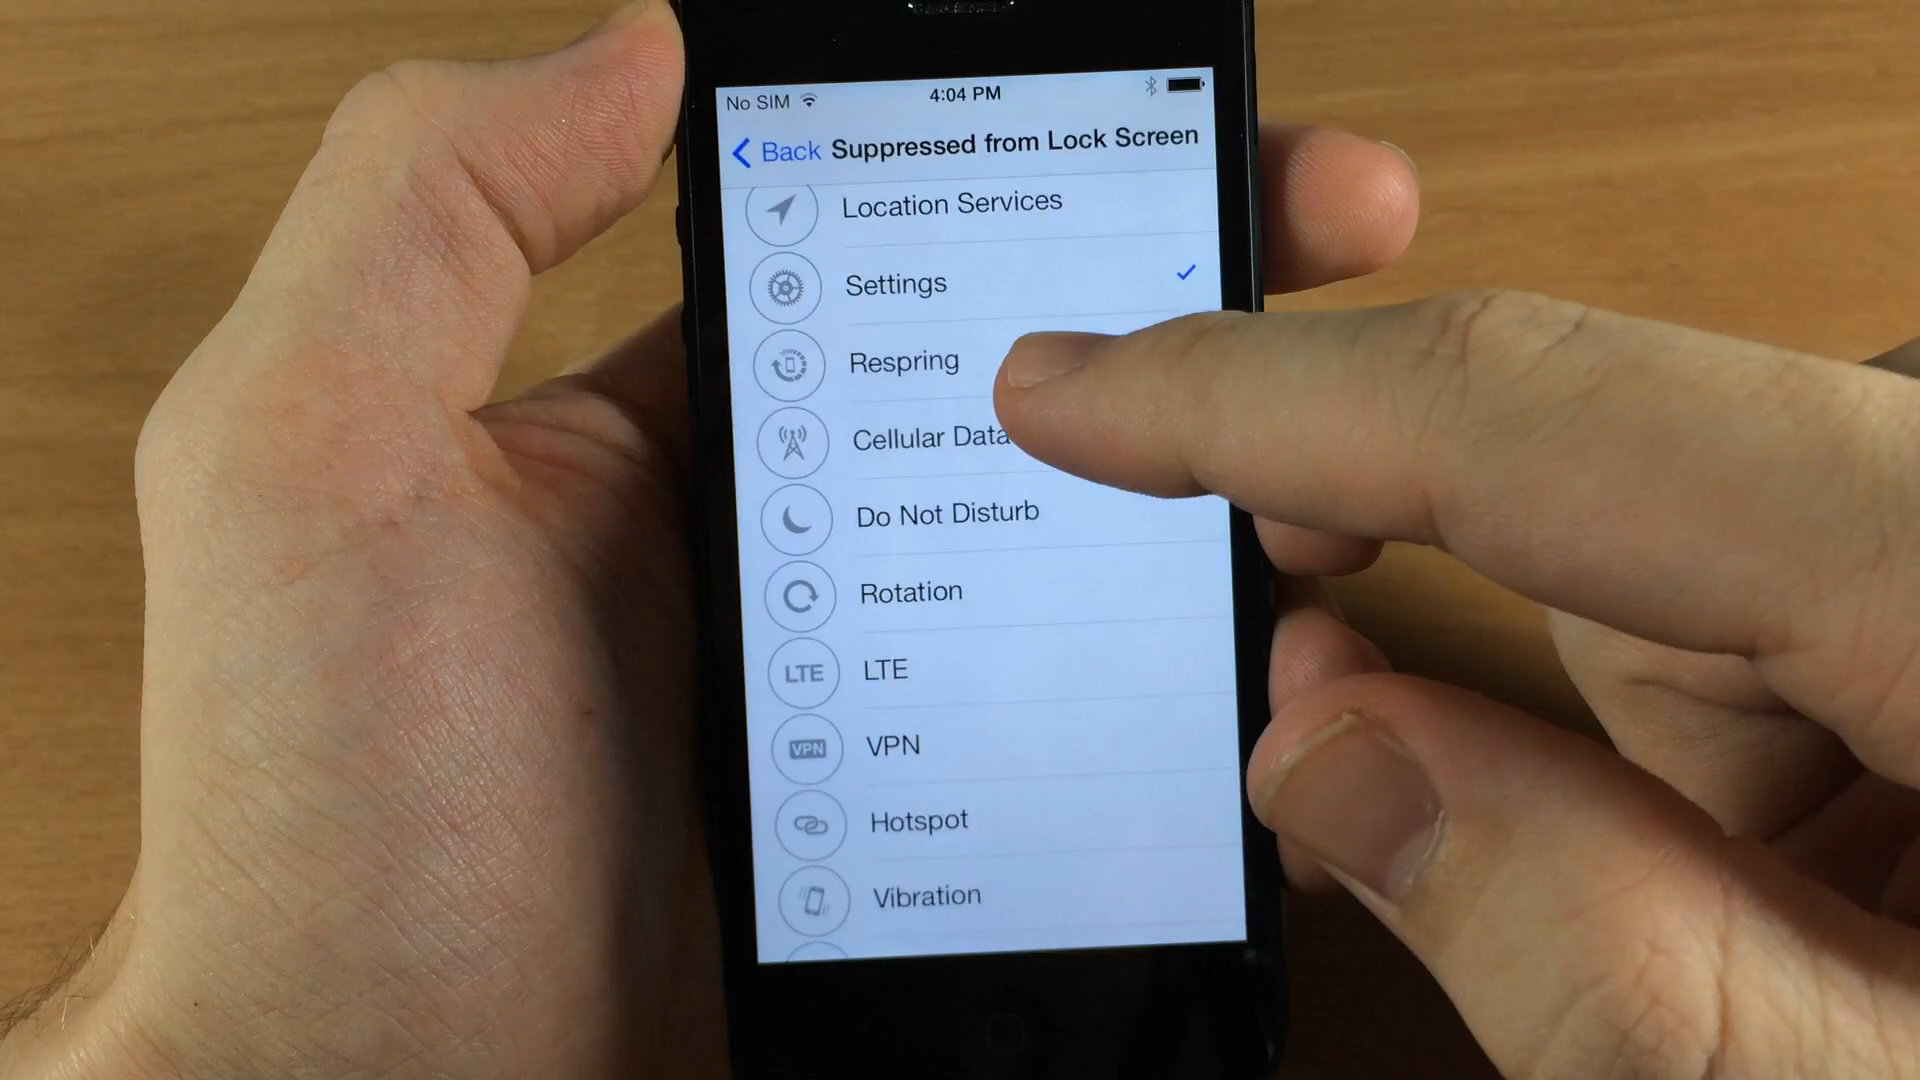 No SIM 4:04 PM
Back Suppressed from Lock Screen
Location Services
Settings
Respring
Cellular Data
Do Not Disturb
Rotation
LTE LTE
VPN VPN
Hotspot
Vibration